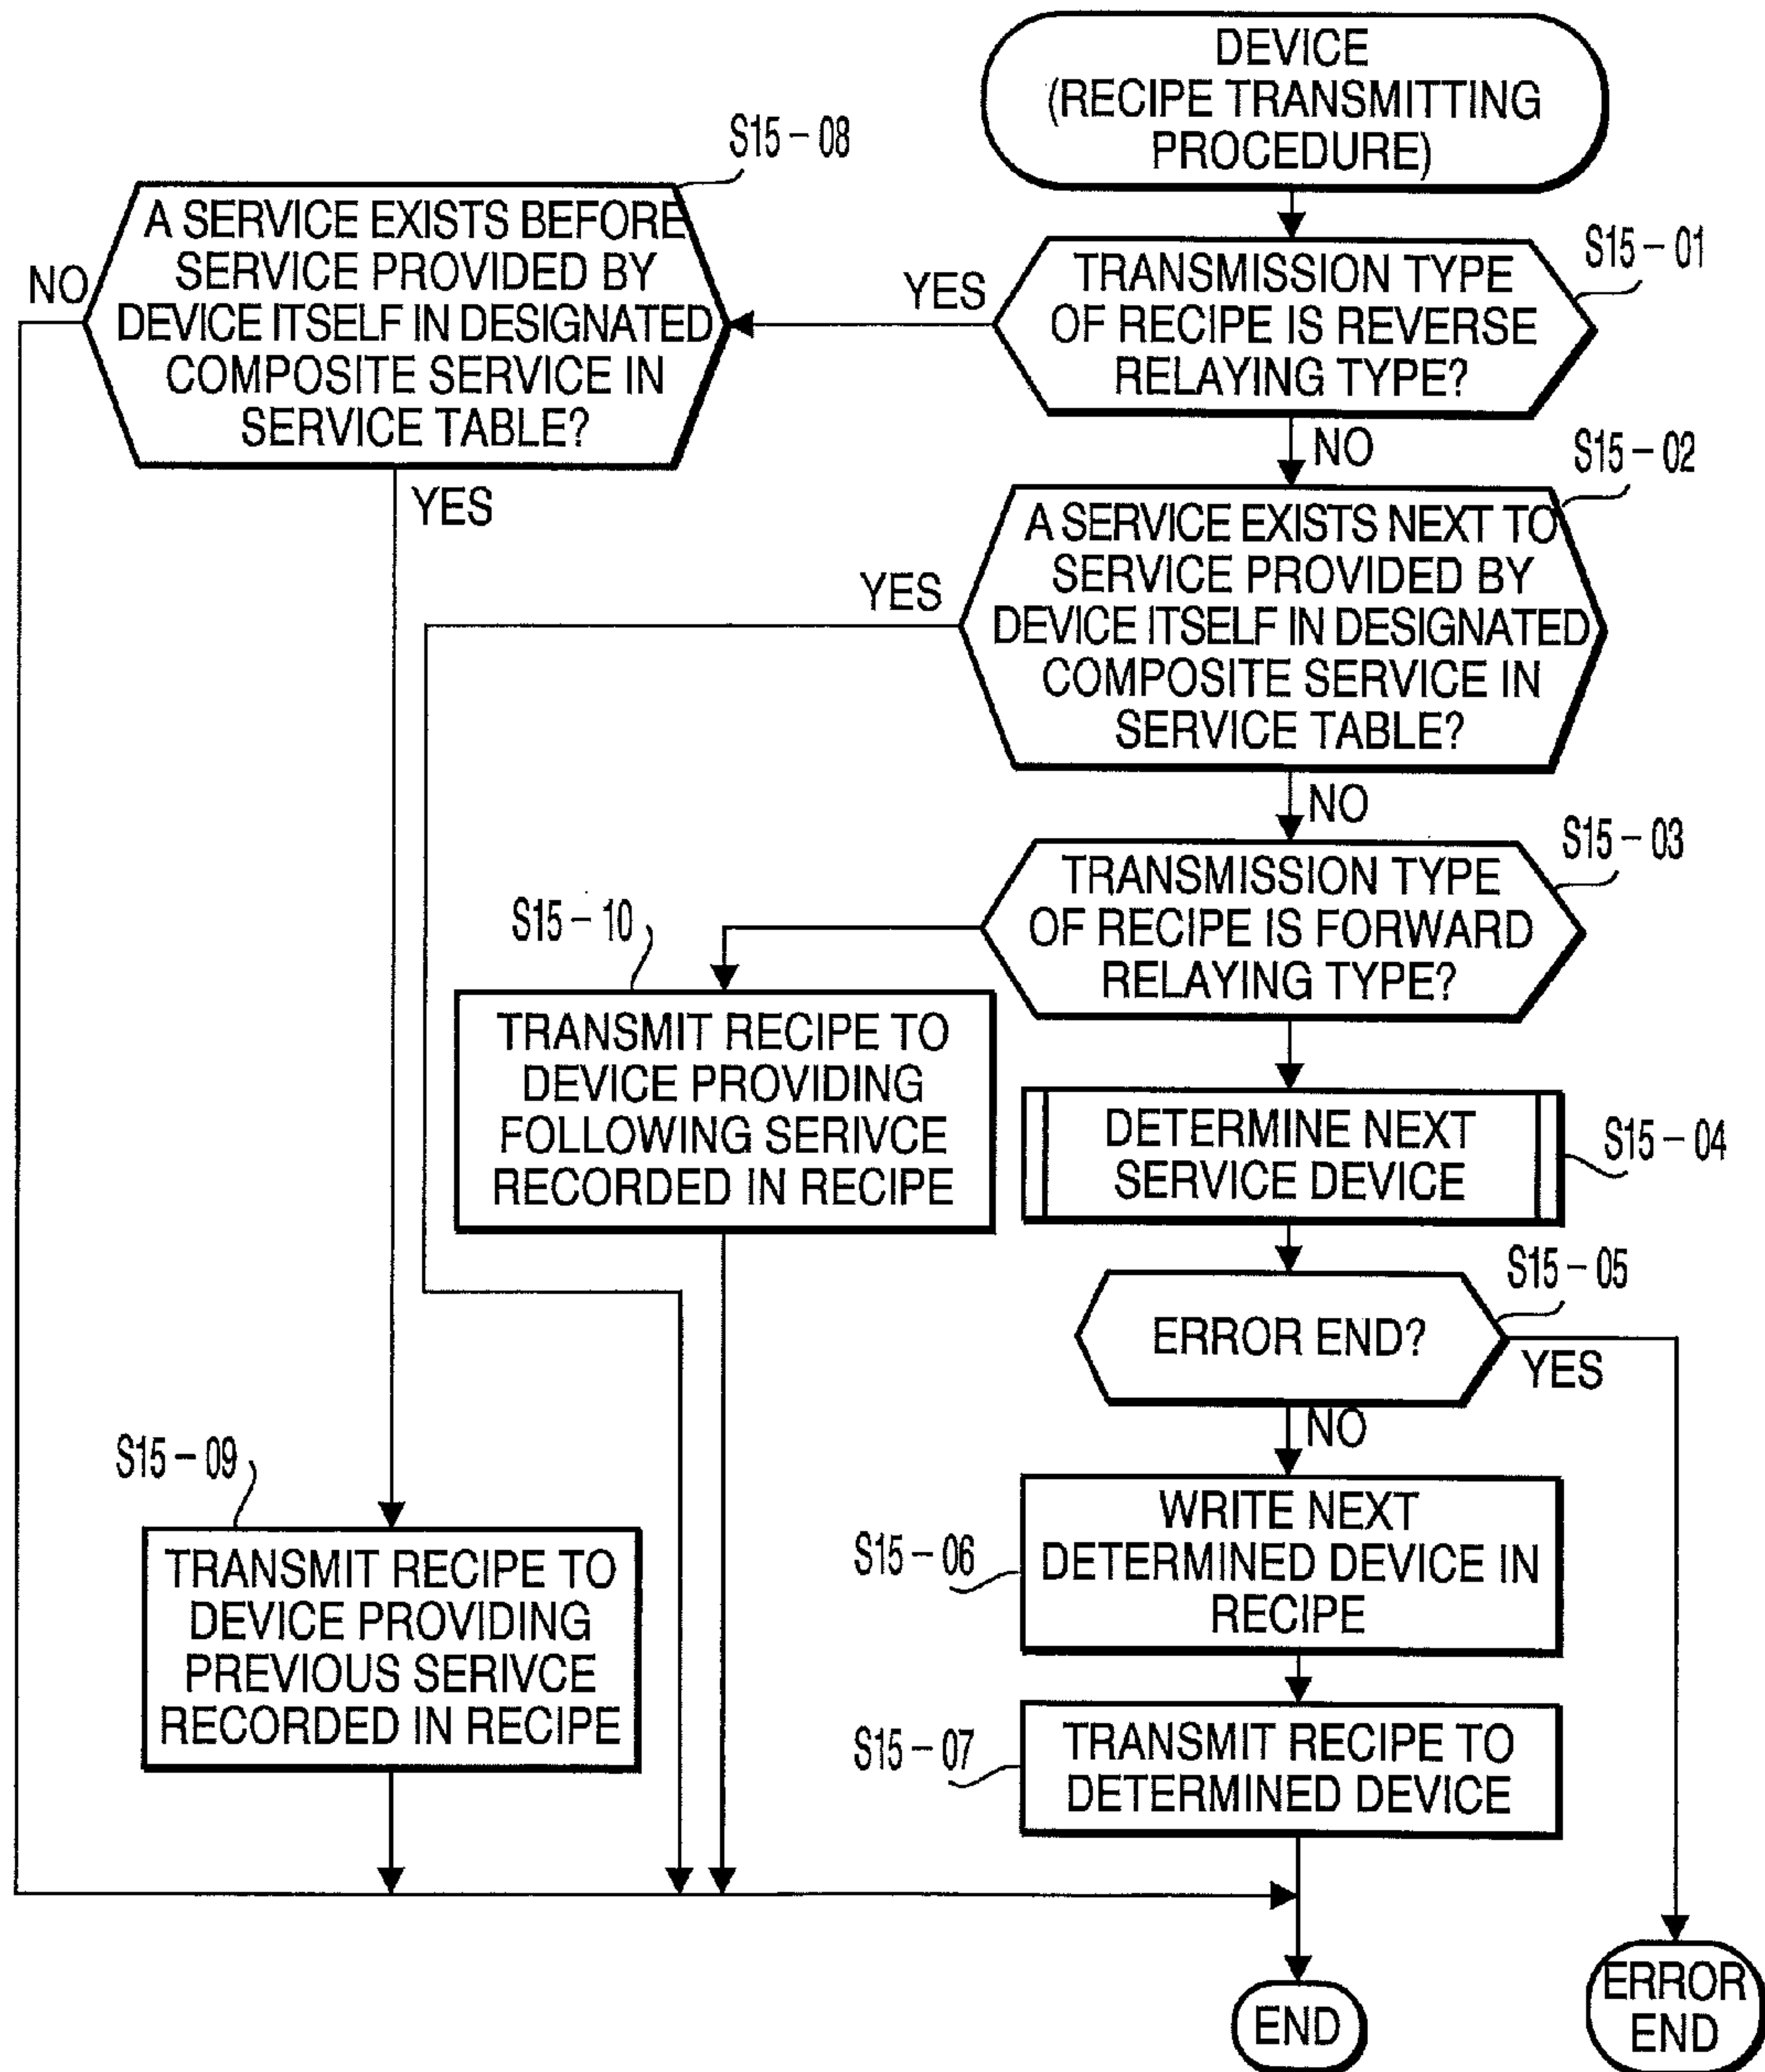 DEVICE
(RECIPE TRANSMITTING
PROCEDURE)
S15-01
TRANSMISSION TYPE
OF RECIPE IS REVERSE
RELAYING TYPE?
YES
NO
S15-08
A SERVICE EXISTS BEFORE
SERVICE PROVIDED BY
DEVICE ITSELF IN DESIGNATED
COMPOSITE SERVICE IN
SERVICE TABLE?
NO
YES
S15-02
A SERVICE EXISTS NEXT TO
SERVICE PROVIDED BY
DEVICE ITSELF IN DESIGNATED
COMPOSITE SERVICE IN
SERVICE TABLE?
YES
NO
S15-03
TRANSMISSION TYPE
OF RECIPE IS FORWARD
RELAYING TYPE?
S15-10
TRANSMIT RECIPE TO
DEVICE PROVIDING
FOLLOWING SERIVCE
RECORDED IN RECIPE
DETERMINE NEXT
SERVICE DEVICE
S15-04
S15-05
ERROR END?
YES
NO
S15-09
TRANSMIT RECIPE TO
DEVICE PROVIDING
PREVIOUS SERIVCE
RECORDED IN RECIPE
S15-06
WRITE NEXT
DETERMINED DEVICE IN
RECIPE
S15-07
TRANSMIT RECIPE TO
DETERMINED DEVICE
END
ERROR
END